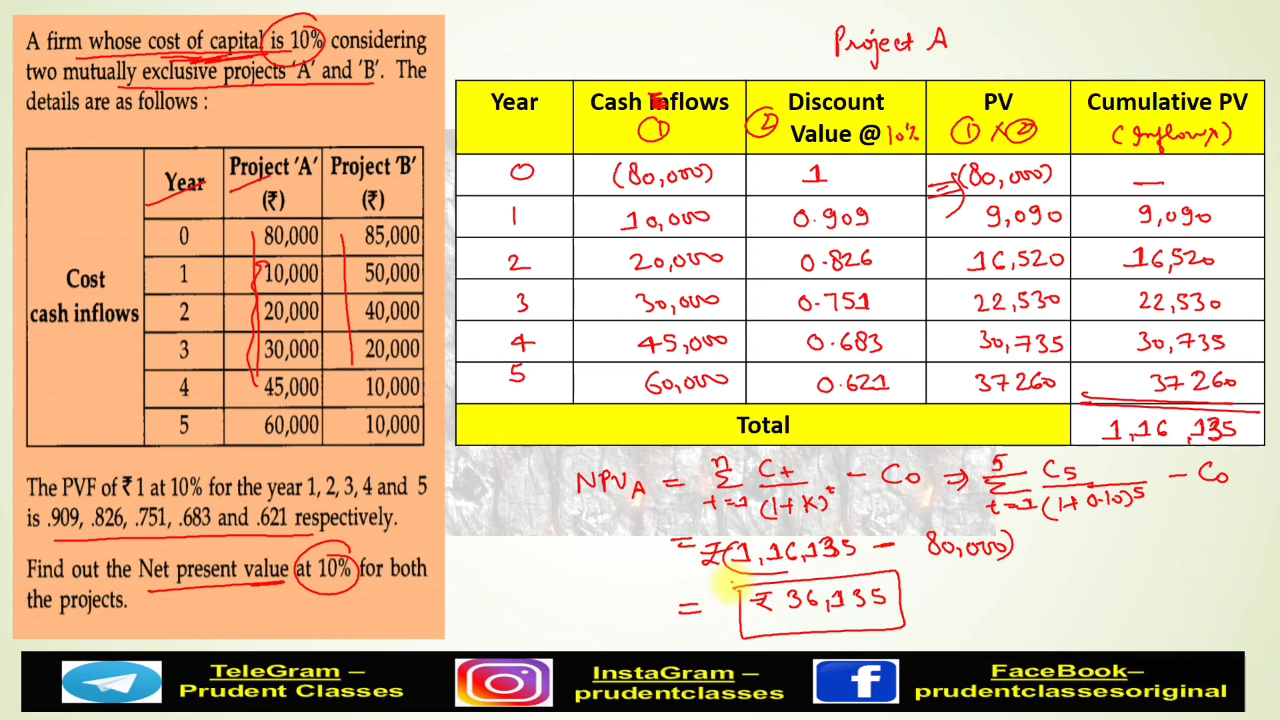 A firm whose cost of capital is 10% considering
two mutually exclusive projects 'A' and 'B'. The
details are as follows :
Cost
cash inflows
Year Project 'A' (₹) Project 'B' (₹)
0 80,000 85,000
1 10,000 50,000
2 20,000 40,000
3 30,000 20,000
4 45,000 10,000
5 60,000 10,000
The PVF of ₹ 1 at 10% for the year 1, 2, 3, 4 and 5
is .909, .826, .751, .683 and .621 respectively.
Find out the Net present value at 10% for both
the projects.
Project A
Year Cash flows Discount PV Cumulative PV
① ② Value @ 10% ① × ② (Inflows)
0 (80,000) 1 (80,000) —
1 10,000 0.909 9,090 9,090
2 20,000 0.826 16,520 16,520
3 30,000 0.751 22,530 22,530
4 45,000 0.683 30,735 30,735
5 60,000 0.621 37260 37260
Total 1,16,135
NPV_A = n Σ t=1 Ct/(1+K)^t − C0 ⇒ 5 Σ t=1 C5/(1+0.10)^5 − C0
= ₹(1,16,135 − 80,000)
= ₹ 36,135
TeleGram –
Prudent Classes
InstaGram –
prudentclasses
FaceBook–
prudentclassesoriginal